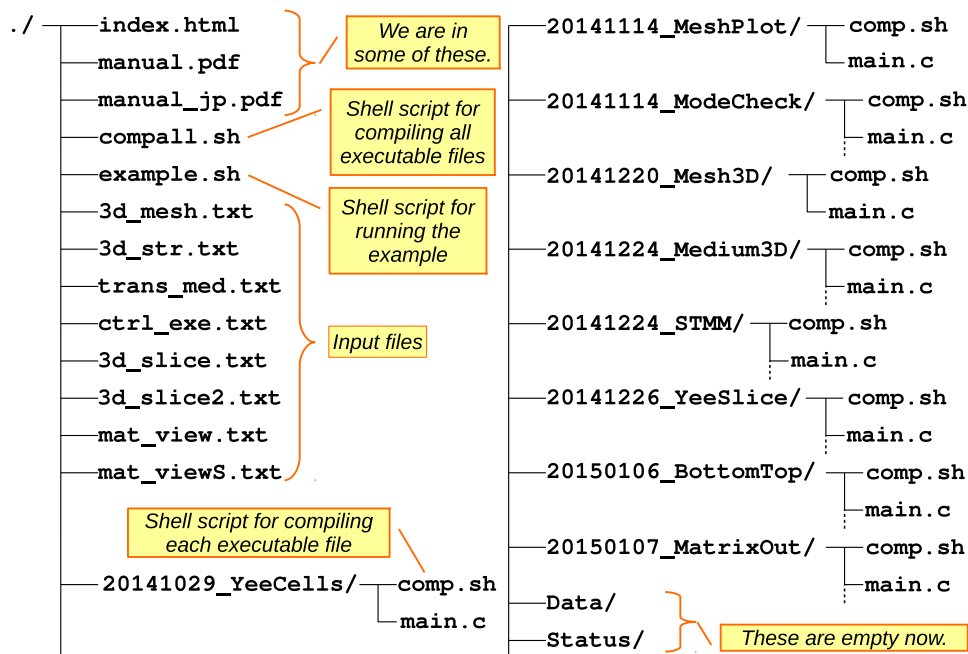 ./
index.html
manual.pdf
manual_jp.pdf
We are in
some of these.
compall.sh
Shell script for
compiling all
executable files
example.sh
Shell script for
running the
example
3d_mesh.txt
3d_str.txt
trans_med.txt
ctrl_exe.txt
3d_slice.txt
3d_slice2.txt
mat_view.txt
mat_viewS.txt
Input files
Shell script for compiling
each executable file
20141029_YeeCells/
comp.sh
main.c
20141114_MeshPlot/
comp.sh
main.c
20141114_ModeCheck/
comp.sh
main.c
20141220_Mesh3D/
comp.sh
main.c
20141224_Medium3D/
comp.sh
main.c
20141224_STMM/
comp.sh
main.c
20141226_YeeSlice/
comp.sh
main.c
20150106_BottomTop/
comp.sh
main.c
20150107_MatrixOut/
comp.sh
main.c
Data/
Status/
These are empty now.